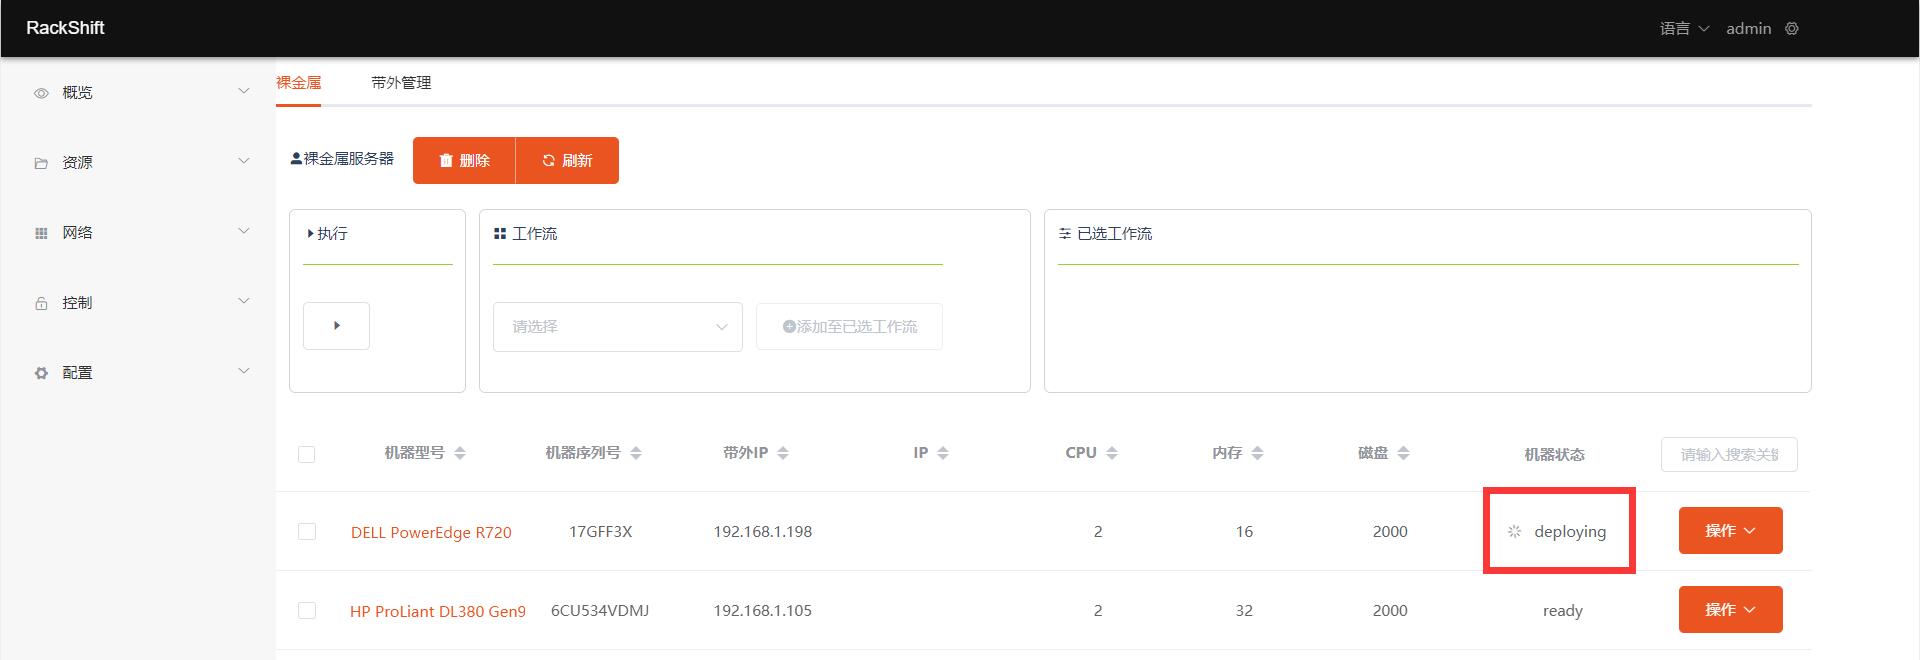 RackShift
语言 admin
概览
资源
网络
控制
配置
裸金属 带外管理
裸金属服务器 删除 刷新
执行
工作流
请选择 添加至已选工作流
已选工作流
机器型号 机器序列号 带外IP IP CPU 内存 磁盘 机器状态 请输入搜索关键
DELL PowerEdge R720 17GFF3X 192.168.1.198 2 16 2000 deploying 操作
HP ProLiant DL380 Gen9 6CU534VDMJ 192.168.1.105 2 32 2000 ready 操作